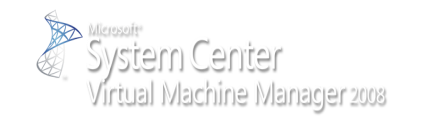 Microsoft®
System Center
Virtual Machine Manager 2008